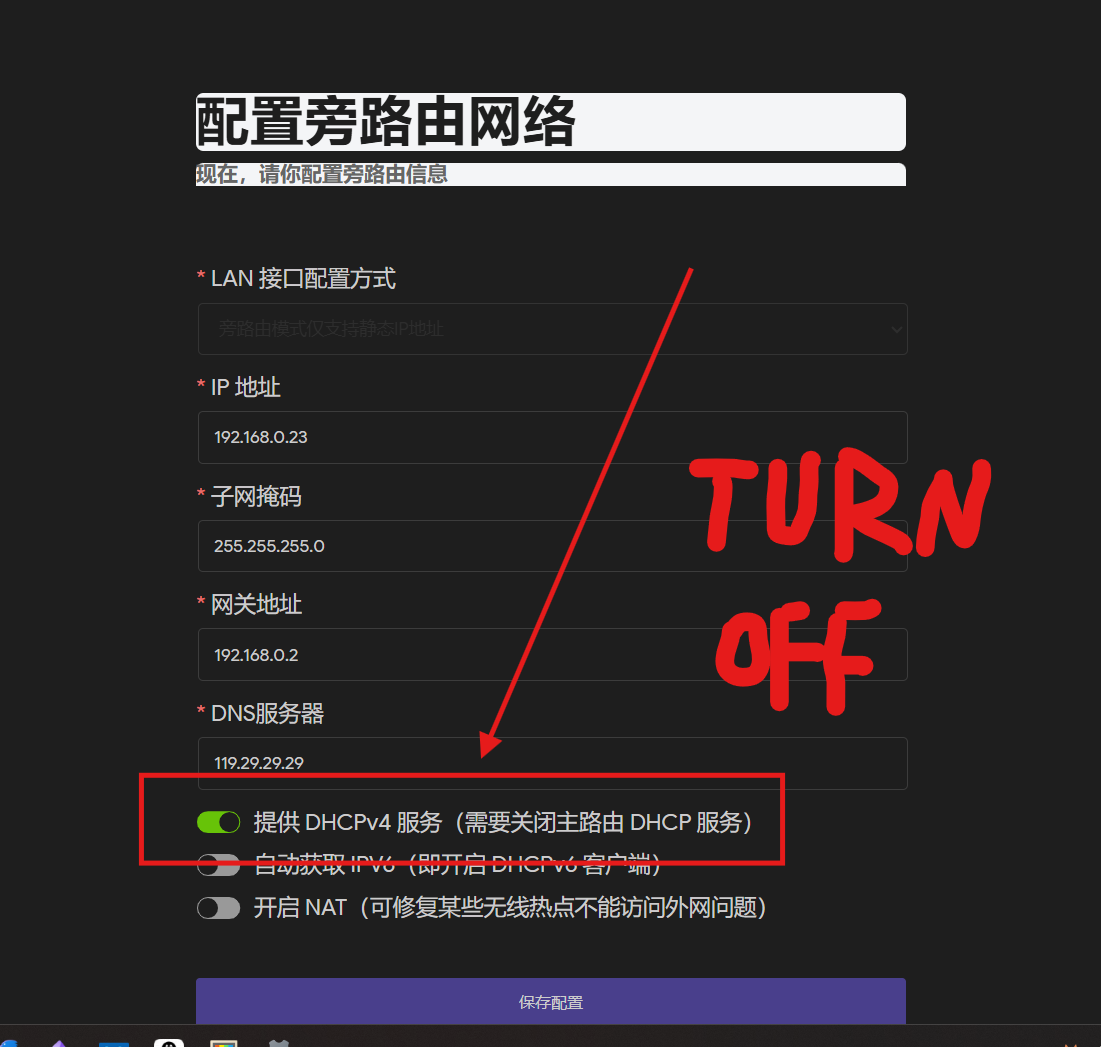 配置旁路由网络
现在，请你配置旁路由信息
* LAN 接口配置方式
旁路由模式仅支持静态IP地址
* IP 地址
192.168.0.23
* 子网掩码
255.255.255.0
TURN
* 网关地址
192.168.0.2
OFF
* DNS服务器
119.29.29.29
提供 DHCPv4 服务（需要关闭主路由 DHCP 服务）
自动获取 IPV6（即开启 DHCPv6 客户端）
开启 NAT（可修复某些无线热点不能访问外网问题）
保存配置